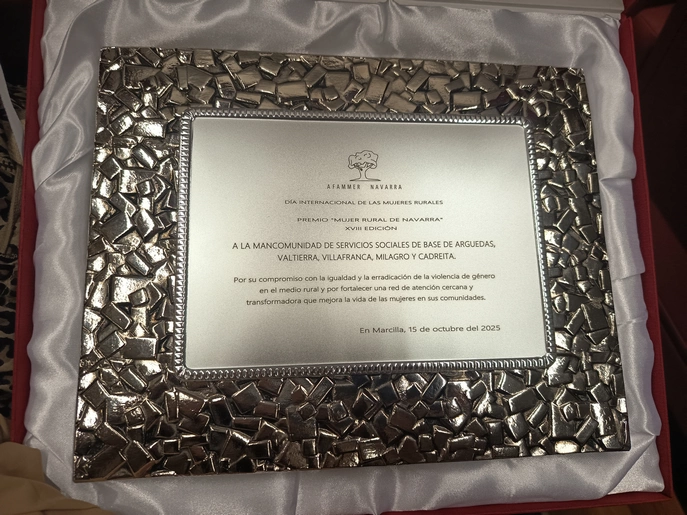 AFAMMER NAVARRA
DÍA INTERNACIONAL DE LAS MUJERES RURALES
PREMIO "MUJER RURAL DE NAVARRA"
XVIII EDICIÓN
A LA MANCOMUNIDAD DE SERVICIOS SOCIALES DE BASE DE ARGUEDAS,
VALTIERRA, VILLAFRANCA, MILAGRO Y CADREITA.
Por su compromiso con la igualdad y la erradicación de la violencia de género
en el medio rural y por fortalecer una red de atención cercana y
transformadora que mejora la vida de las mujeres en sus comunidades.
En Marcilla, 15 de octubre del 2025